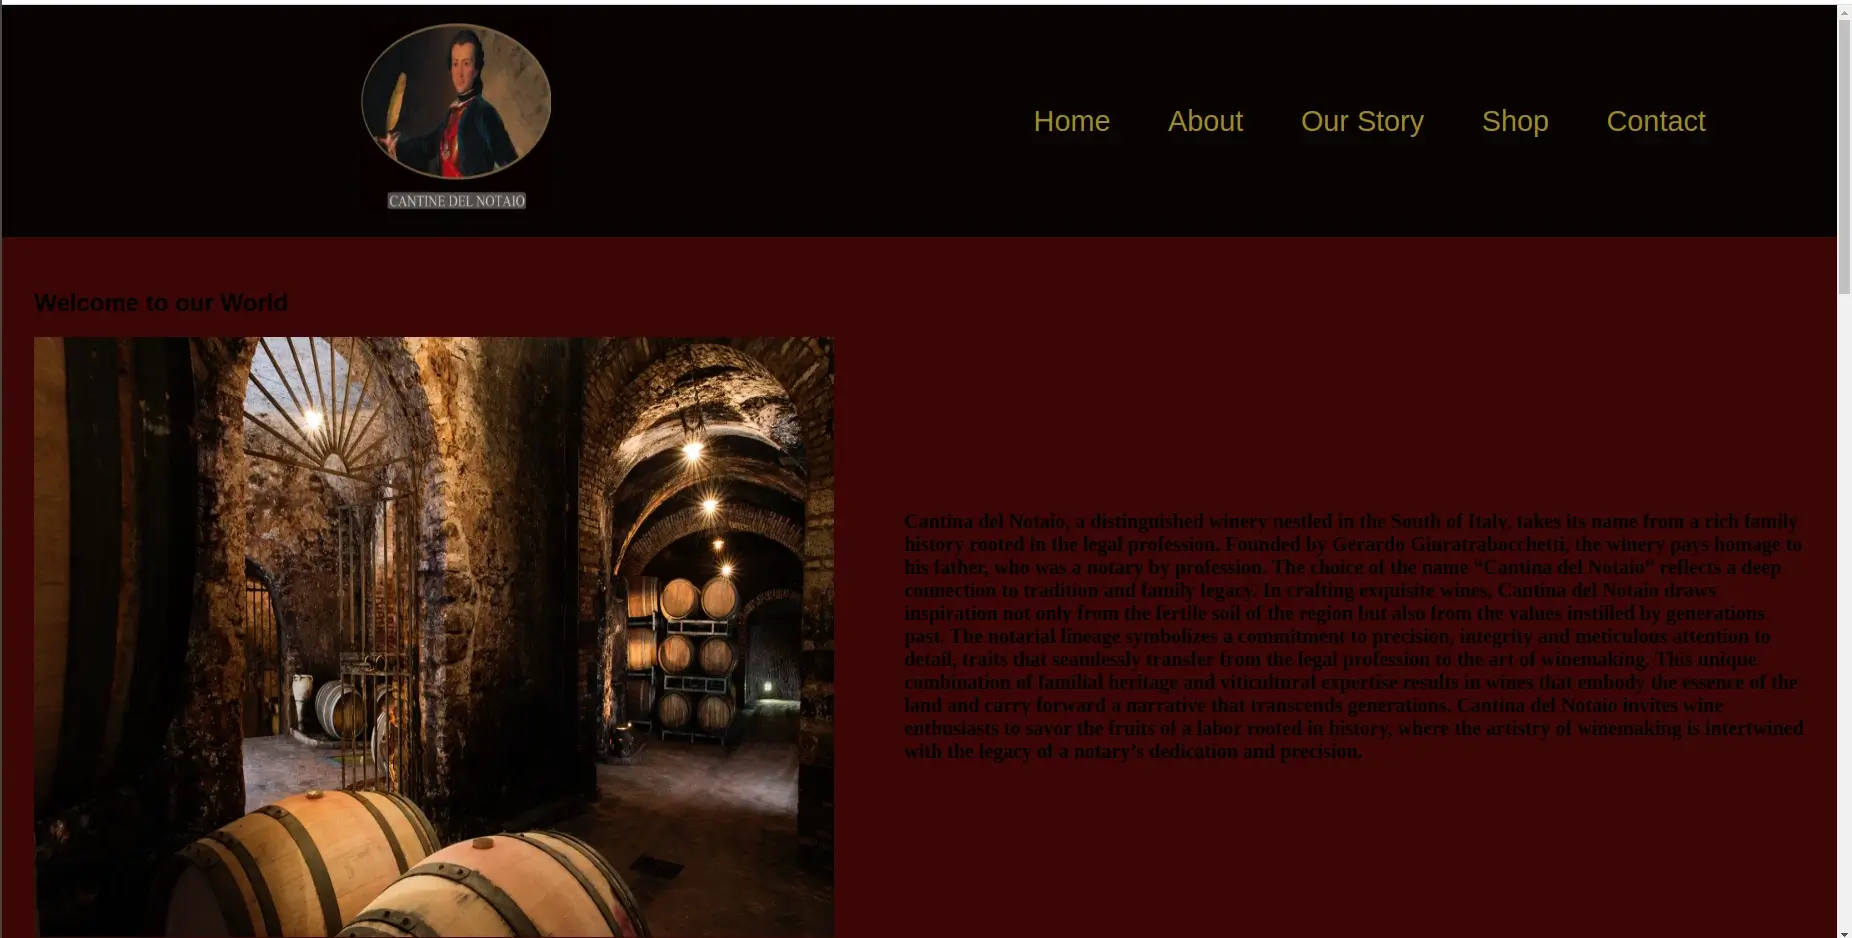 CANTINE DEL NOTAIO
Home About Our Story Shop Contact
Welcome to our World
Cantina del Notaio, a distinguished winery nestled in the South of Italy, takes its name from a rich family
history rooted in the legal profession. Founded by Gerardo Giuratrabocchetti, the winery pays homage to
his father, who was a notary by profession. The choice of the name “Cantina del Notaio” reflects a deep
connection to tradition and family legacy. In crafting exquisite wines, Cantina del Notaio draws
inspiration not only from the fertile soil of the region but also from the values instilled by generations
past. The notarial lineage symbolizes a commitment to precision, integrity and meticulous attention to
detail, traits that seamlessly transfer from the legal profession to the art of winemaking. This unique
combination of familial heritage and viticultural expertise results in wines that embody the essence of the
land and carry forward a narrative that transcends generations. Cantina del Notaio invites wine
enthusiasts to savor the fruits of a labor rooted in history, where the artistry of winemaking is intertwined
with the legacy of a notary’s dedication and precision.